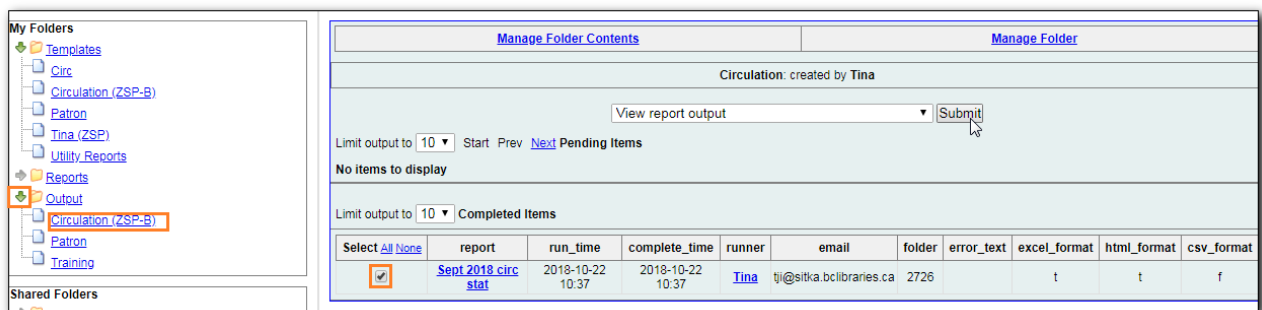 My Folders
Templates
Circ
Circulation (ZSP-B)
Patron
Tina (ZSP)
Utility Reports
Reports
Output
Circulation (ZSP-B)
Patron
Training
Shared Folders
Manage Folder Contents Manage Folder
Circulation: created by Tina
View report output Submit
Limit output to 10 Start Prev Next Pending Items
No items to display
Limit output to 10 Completed Items
Select All None report run_time complete_time runner email folder error_text excel_format html_format csv_format
Sept 2018 circ stat 2018-10-22 10:37 2018-10-22 10:37 Tina tji@sitka.bclibraries.ca 2726 t t f